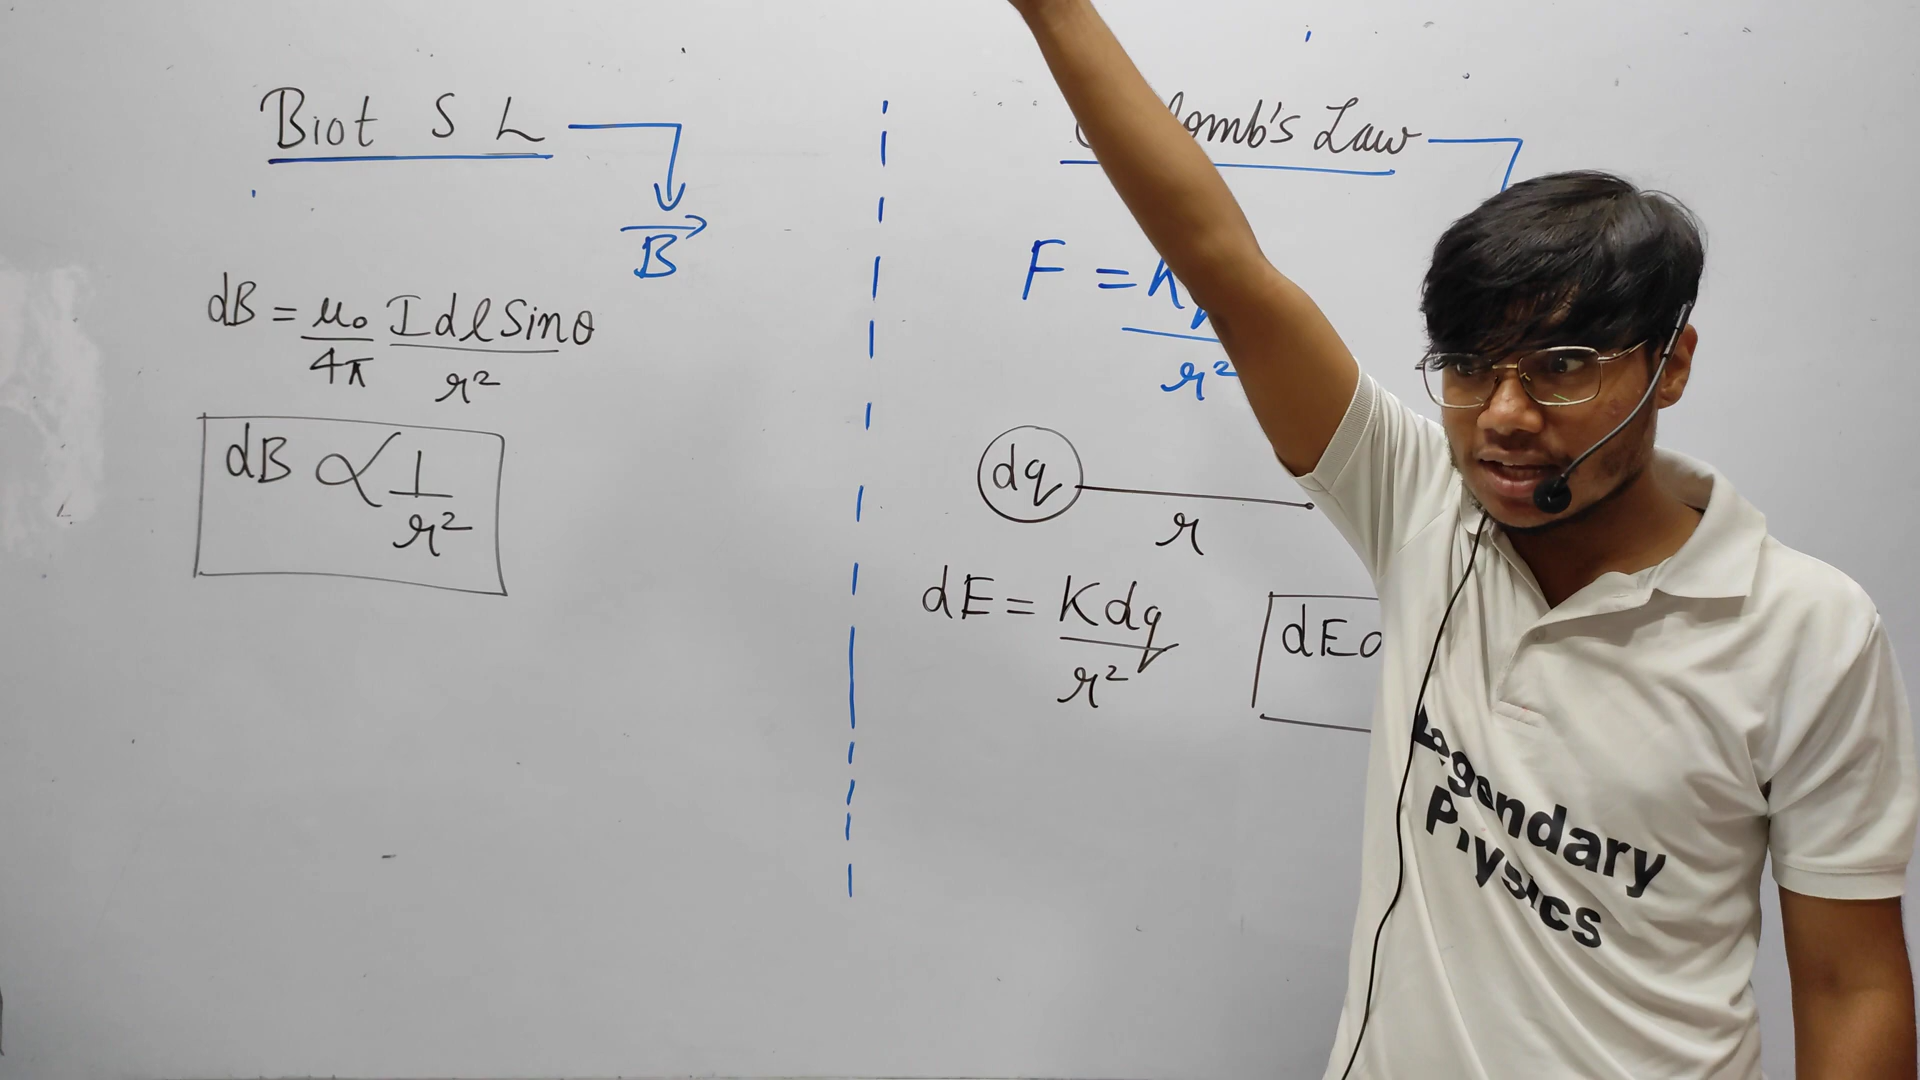 Biot S L
B
dB = μ₀/4π Idℓ Sinθ/r²
dB ∝ 1/r²
Law
F =
r²
dq
r
dE = Kdq/r²
dE
Legendary
Physics